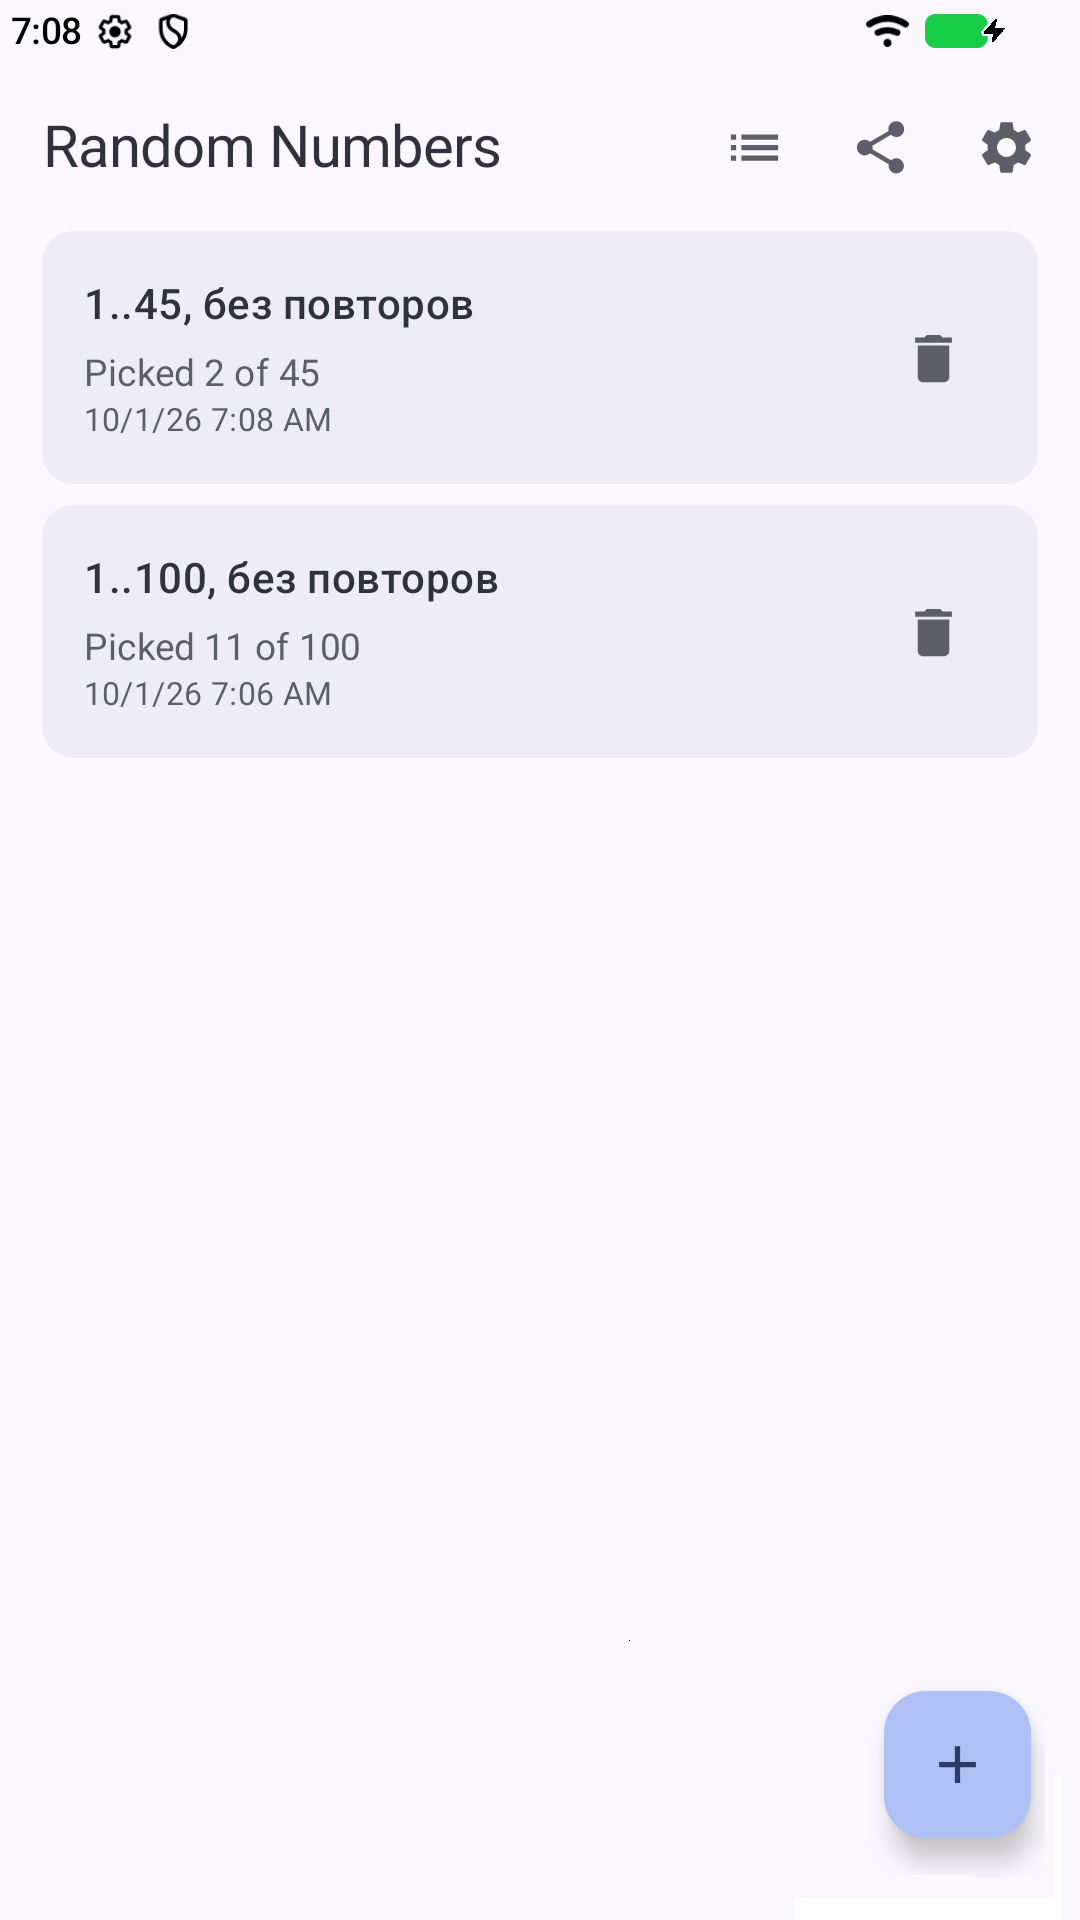 7:08
Random Numbers
1..45, без повторов
Picked 2 of 45
10/1/26 7:08 AM
1..100, без повторов
Picked 11 of 100
10/1/26 7:06 AM